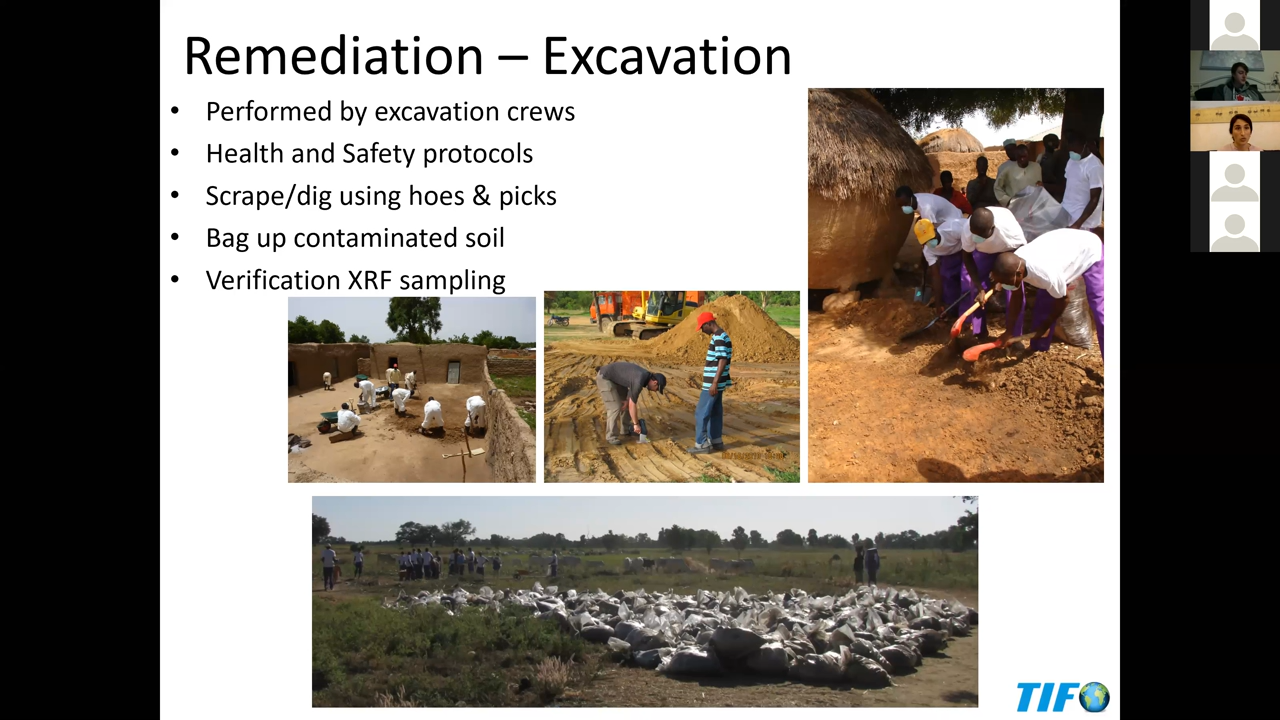 Remediation – Excavation
• Performed by excavation crews
• Health and Safety protocols
• Scrape/dig using hoes & picks
• Bag up contaminated soil
• Verification XRF sampling
TIFO